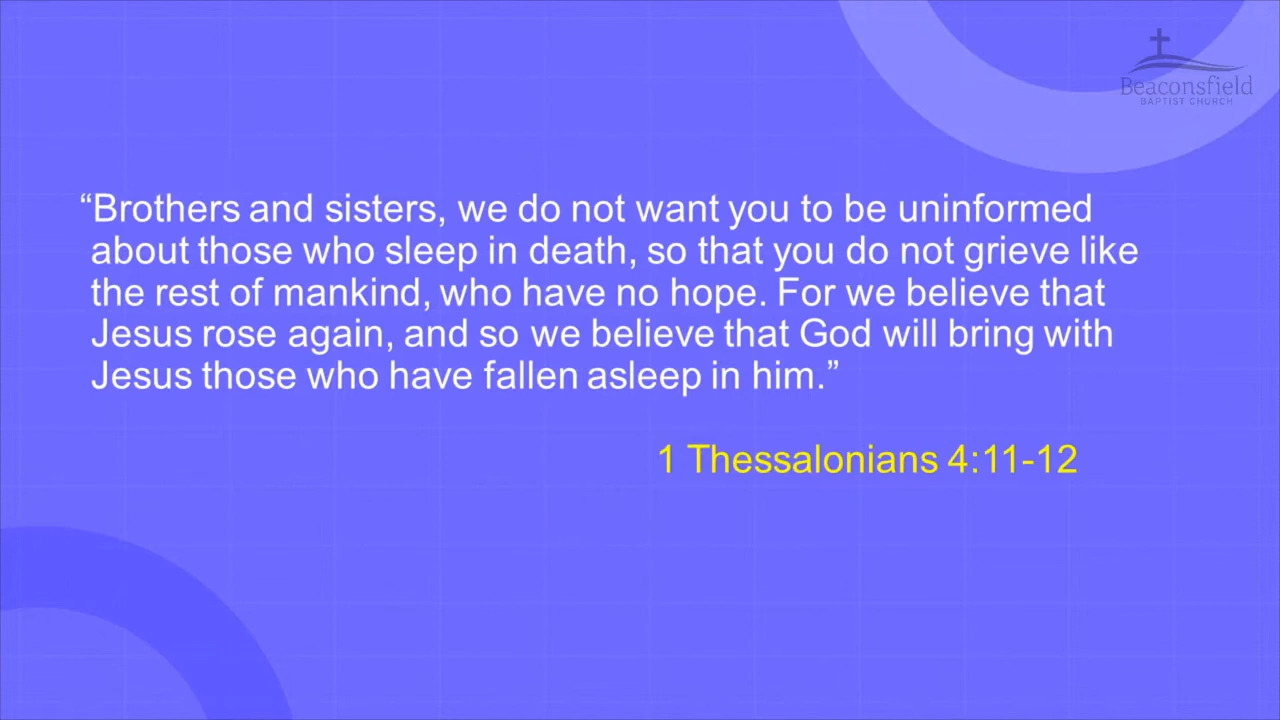 Beaconsfield
BAPTIST CHURCH
“Brothers and sisters, we do not want you to be uninformed
about those who sleep in death, so that you do not grieve like
the rest of mankind, who have no hope. For we believe that
Jesus rose again, and so we believe that God will bring with
Jesus those who have fallen asleep in him.”
1 Thessalonians 4:11-12